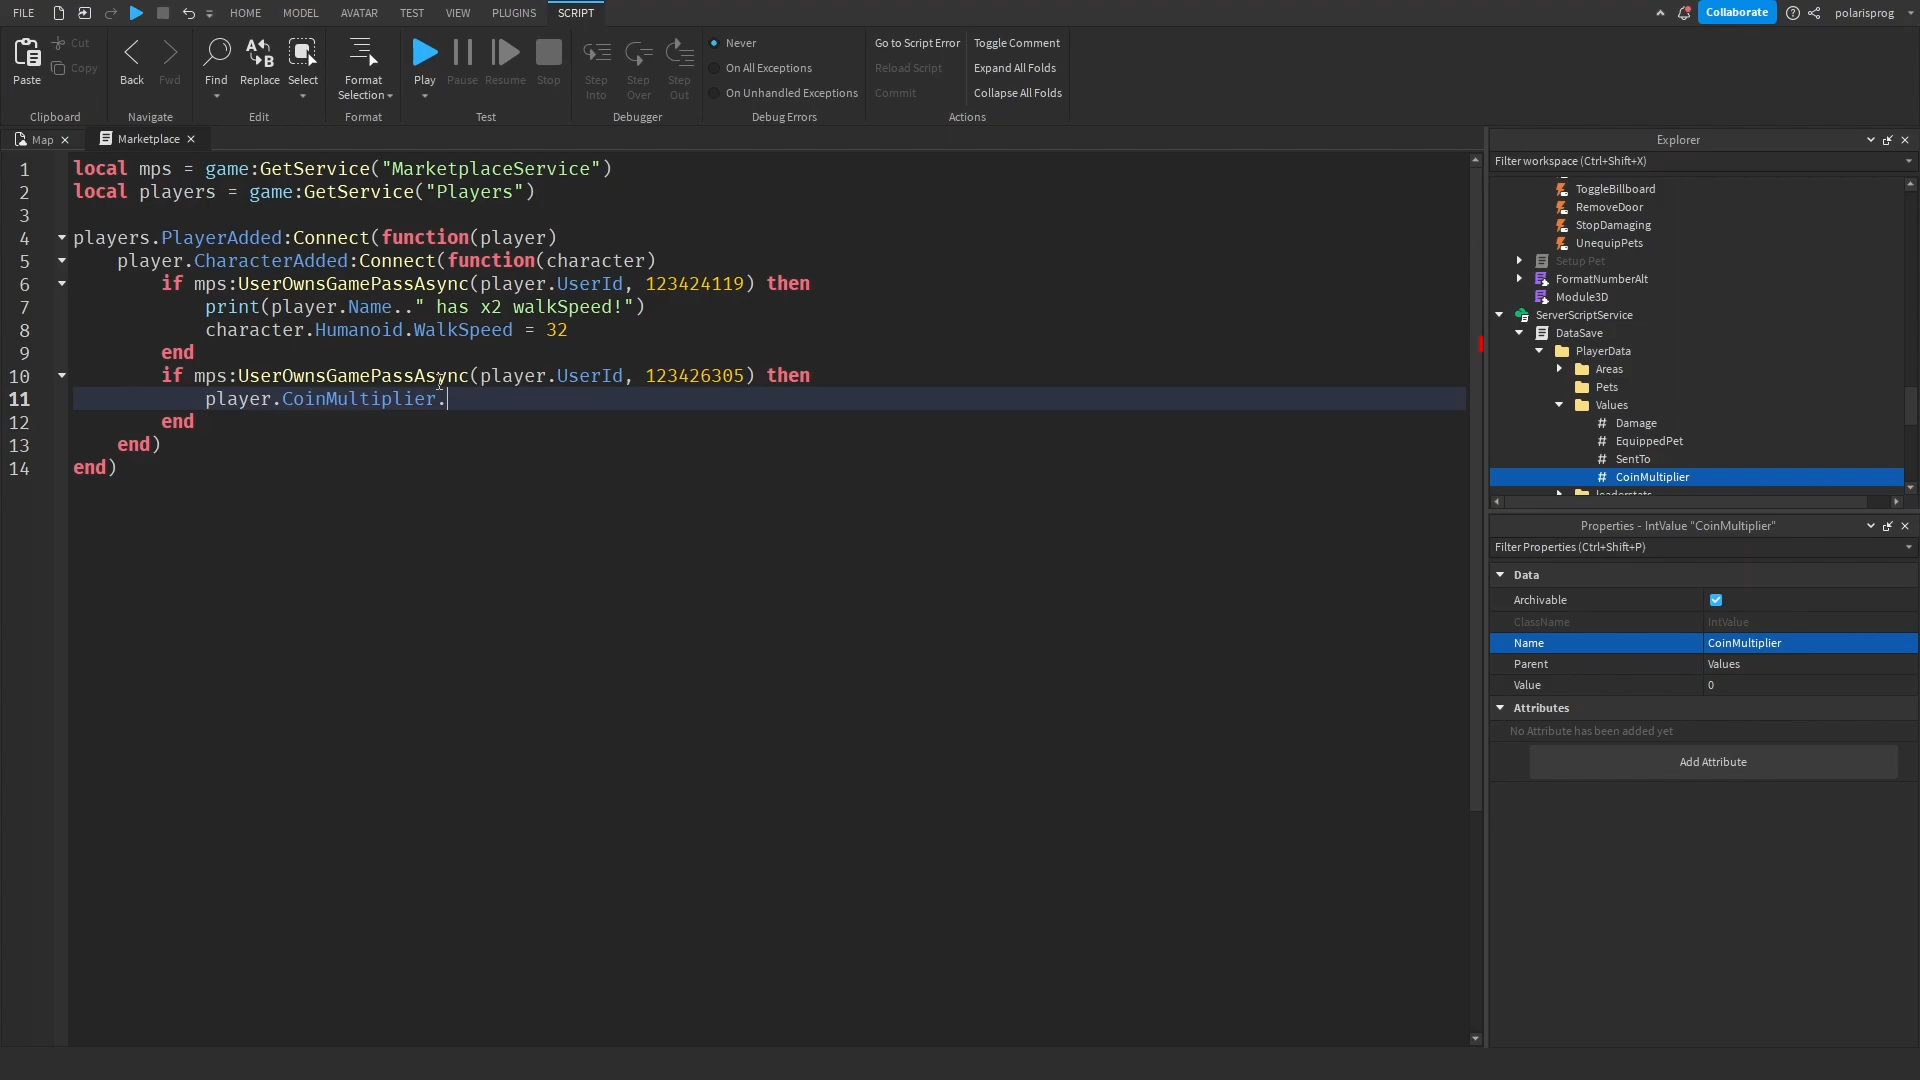 FILE HOME MODEL AVATAR TEST VIEW PLUGINS SCRIPT Collaborate polarisprog
Paste Cut Copy Back Fwd Find Replace Select Format Selection Play Pause Resume Stop Step Into Step Over Step Out
Never
On All Exceptions
On Unhandled Exceptions
Go to Script Error Toggle Comment
Reload Script Expand All Folds
Commit Collapse All Folds
Clipboard Navigate Edit Format Test Debugger Debug Errors Actions
Map Marketplace
1 local mps = game:GetService("MarketplaceService")
2 local players = game:GetService("Players")
3
4 players.PlayerAdded:Connect(function(player)
5 player.CharacterAdded:Connect(function(character)
6 if mps:UserOwnsGamePassAsync(player.UserId, 123424119) then
7 print(player.Name.." has x2 walkSpeed!")
8 character.Humanoid.WalkSpeed = 32
9 end
10 if mps:UserOwnsGamePassAsync(player.UserId, 123426305) then
11 player.CoinMultiplier.
12 end
13 end)
14 end)
Explorer
Filter workspace (Ctrl+Shift+X)
ToggleBillboard
RemoveDoor
StopDamaging
UnequipPets
Setup Pet
FormatNumberAlt
Module3D
ServerScriptService
DataSave
PlayerData
Areas
Pets
Values
# Damage
# EquippedPet
# SentTo
# CoinMultiplier
leaderstats
Properties - IntValue "CoinMultiplier"
Filter Properties (Ctrl+Shift+P)
Data
Archivable
ClassName IntValue
Name CoinMultiplier
Parent Values
Value 0
Attributes
No Attribute has been added yet
Add Attribute